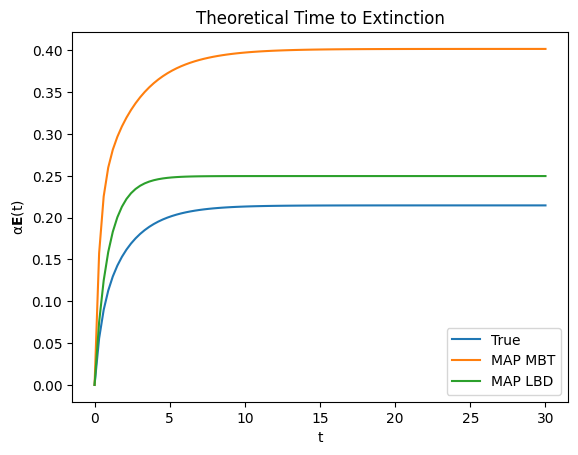 Theoretical Time to Extinction
αE(t)
0.40
0.35
0.30
0.25
0.20
0.15
0.10
0.05
0.00
0 5 10 15 20 25 30
t
True
MAP MBT
MAP LBD